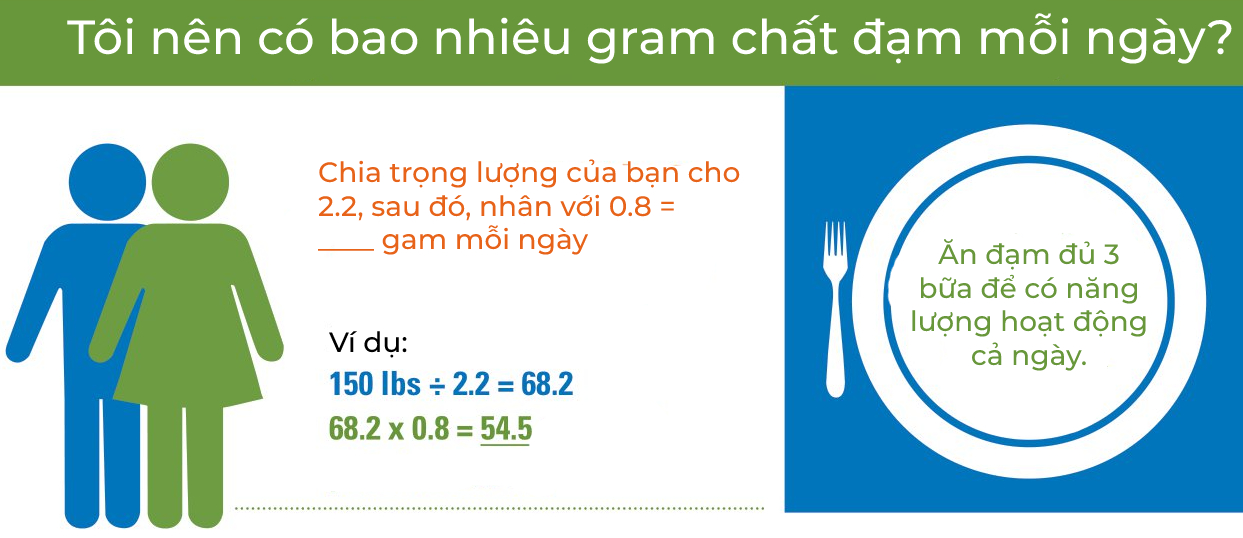 Tôi nên có bao nhiêu gram chất đạm mỗi ngày?
Chia trọng lượng của bạn cho
2.2, sau đó, nhân với 0.8 =
____ gam mỗi ngày
Ví dụ:
150 lbs ÷ 2.2 = 68.2
68.2 x 0.8 = 54.5
Ăn đạm đủ 3
bữa để có năng
lượng hoạt động
cả ngày.